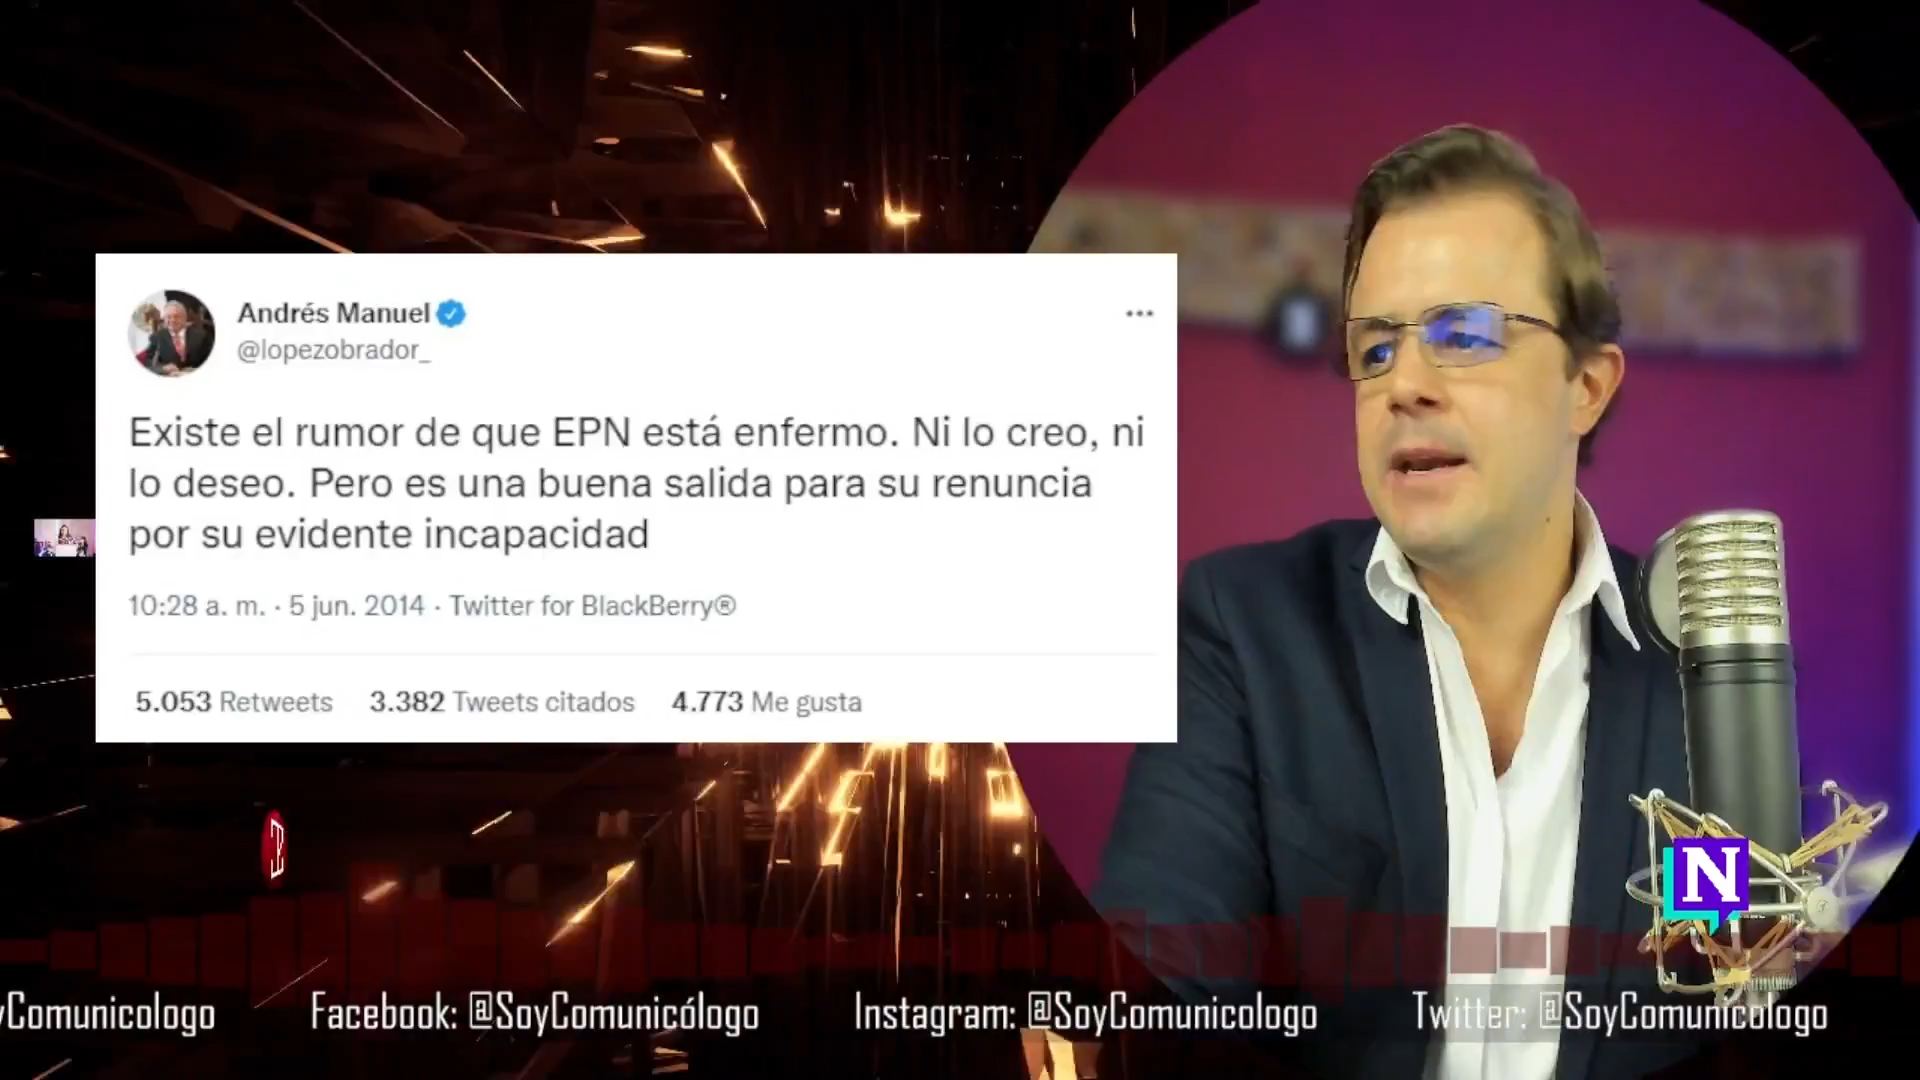 Andrés Manuel
@lopezobrador_
Existe el rumor de que EPN está enfermo. Ni lo creo, ni
lo deseo. Pero es una buena salida para su renuncia
por su evidente incapacidad
10:28 a. m. · 5 jun. 2014 · Twitter for BlackBerry®
5.053 Retweets 3.382 Tweets citados 4.773 Me gusta
N
yComunicologo Facebook: @SoyComunicólogo Instagram: @SoyComunicologo Twitter: @SoyComunicologo